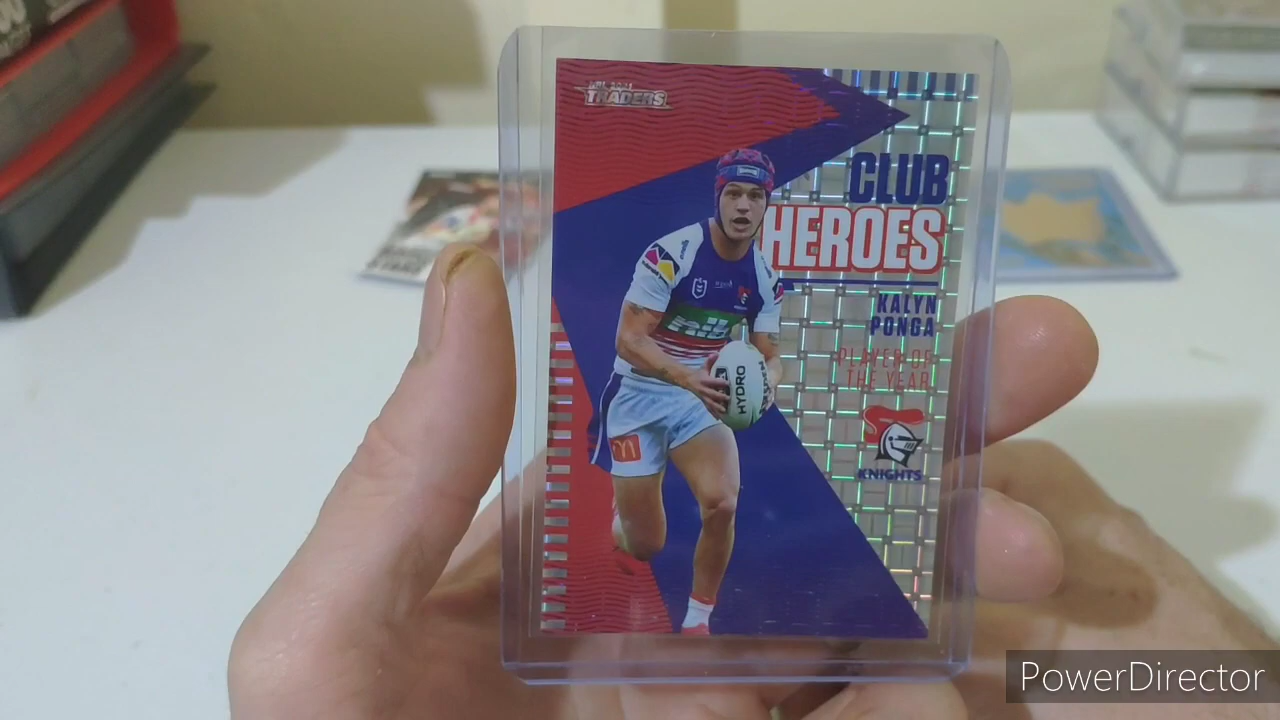 TRADERS
CLUB
HEROES
KALYN
PONGA
PLAYER OF
THE YEAR
KNIGHTS
HYDRO
PowerDirector